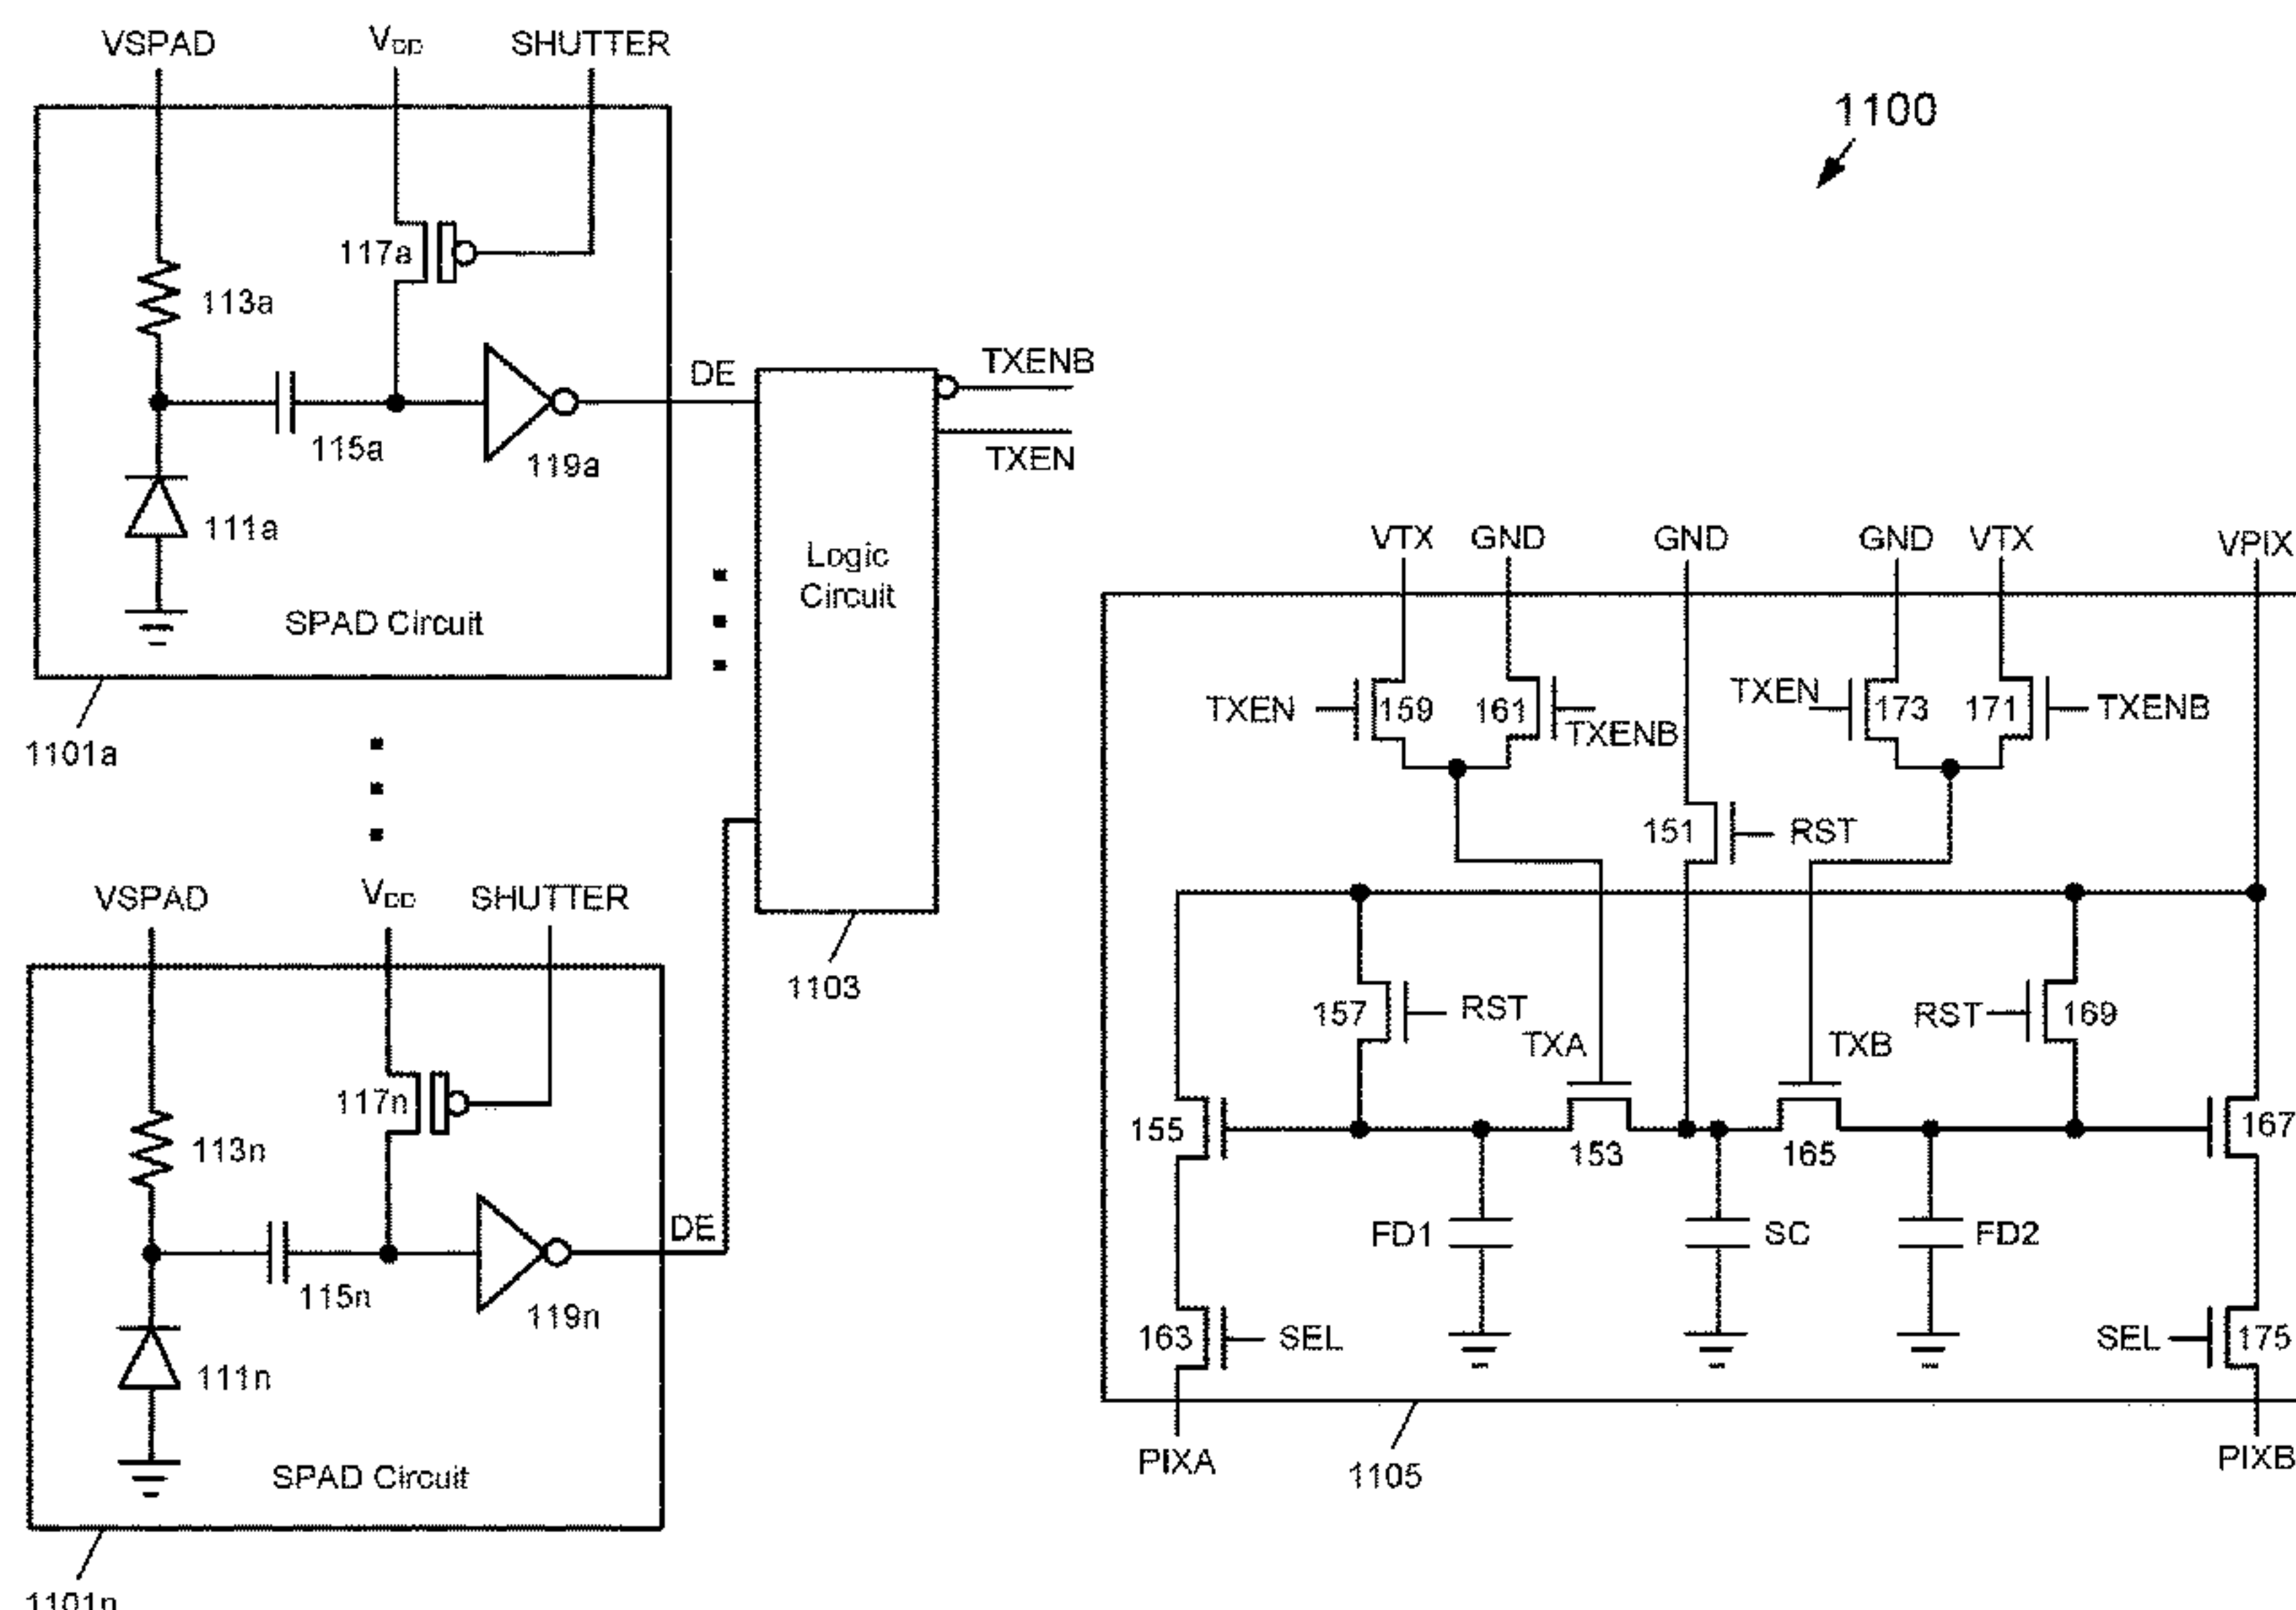 VSPAD
VDD
SHUTTER
1100
117a
113a
DE
TXENB
TXEN
115a
119a
111a
SPAD Circuit
Logic
Circuit
1101a
1103
VSPAD
VDD
SHUTTER
117n
113n
DE
115n
119n
111n
SPAD Circuit
1101n
VTX
GND
GND
GND
VTX
VPIX
TXEN
159
161
TXENB
TXEN
173
171
TXENB
151
RST
157
RST
TXA
TXB
RST
169
155
153
165
167
FD1
SC
FD2
163
SEL
SEL
175
PIXA
1105
PIXB